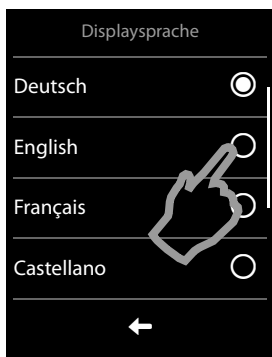 Displaysprache
Deutsch
English
Français
Castellano